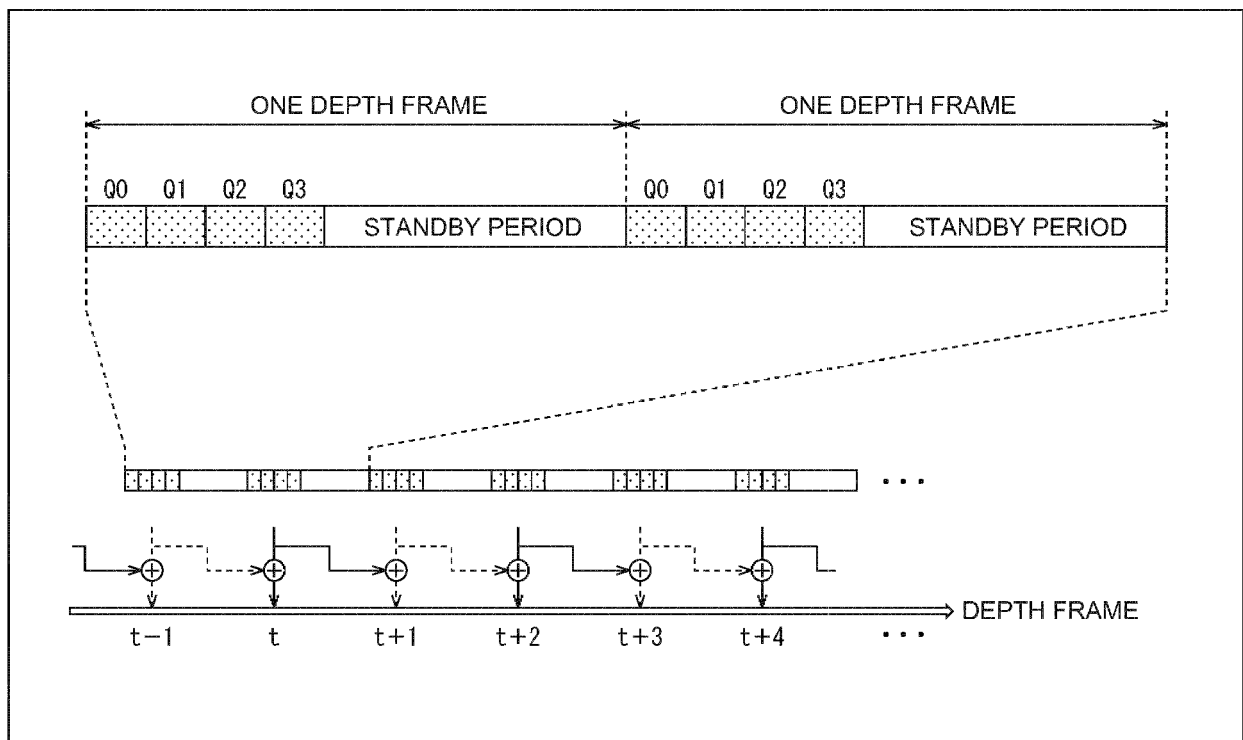 ONE DEPTH FRAME ONE DEPTH FRAME
Q0 Q1 Q2 Q3 Q0 Q1 Q2 Q3
STANDBY PERIOD STANDBY PERIOD
...
DEPTH FRAME
t-1 t t+1 t+2 t+3 t+4 ...